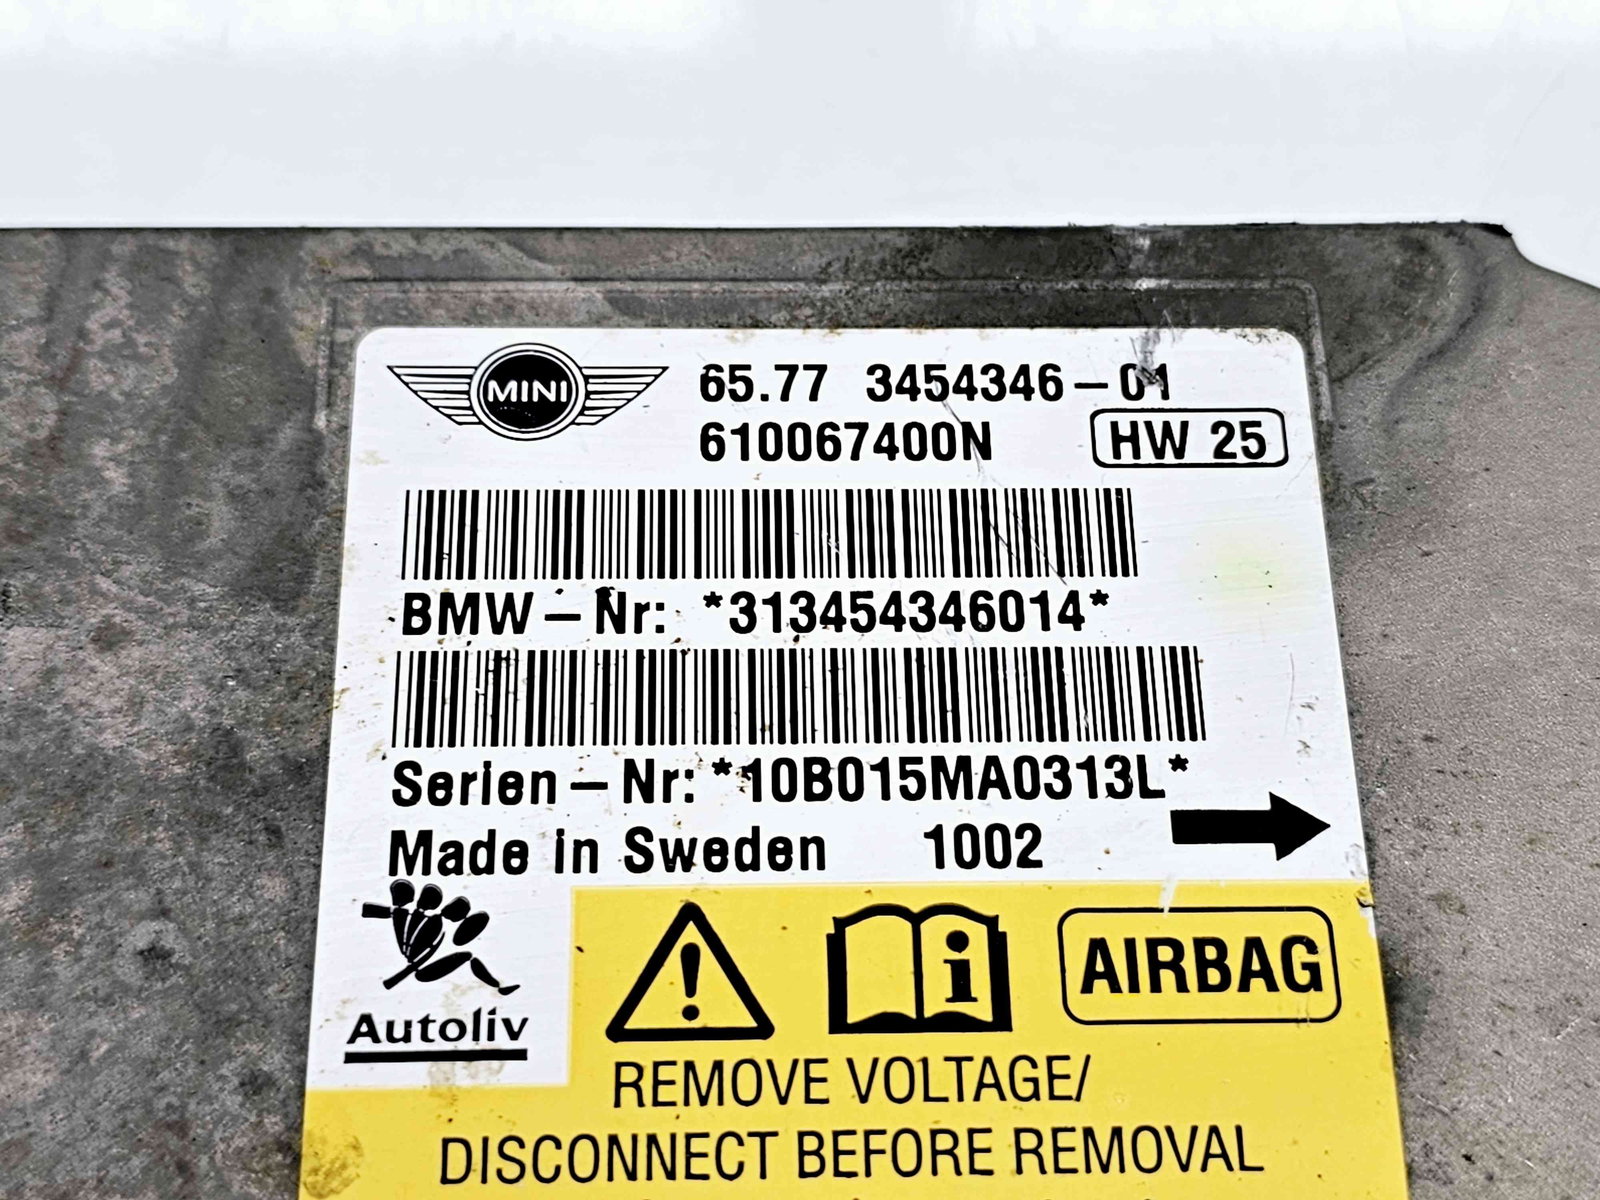 MINI
65.77 3454346-01
610067400N
HW 25
BMW-Nr: *313454346014*
Serien-Nr: *10B015MA0313L*
Made in Sweden 1002
Autoliv
AIRBAG
REMOVE VOLTAGE/
DISCONNECT BEFORE REMOVAL